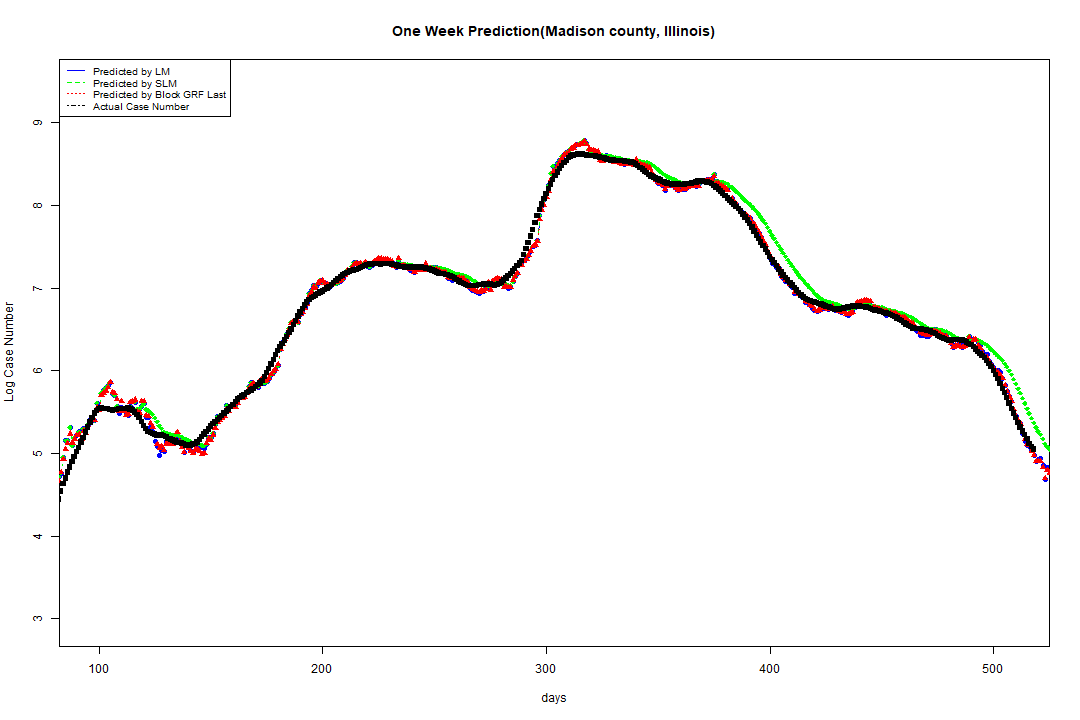 One Week Prediction(Madison county, Illinois)
Predicted by LM
Predicted by SLM
Predicted by Block GRF Last
Actual Case Number
Log Case Number
9
8
7
6
5
4
3
100 200 300 400 500
days